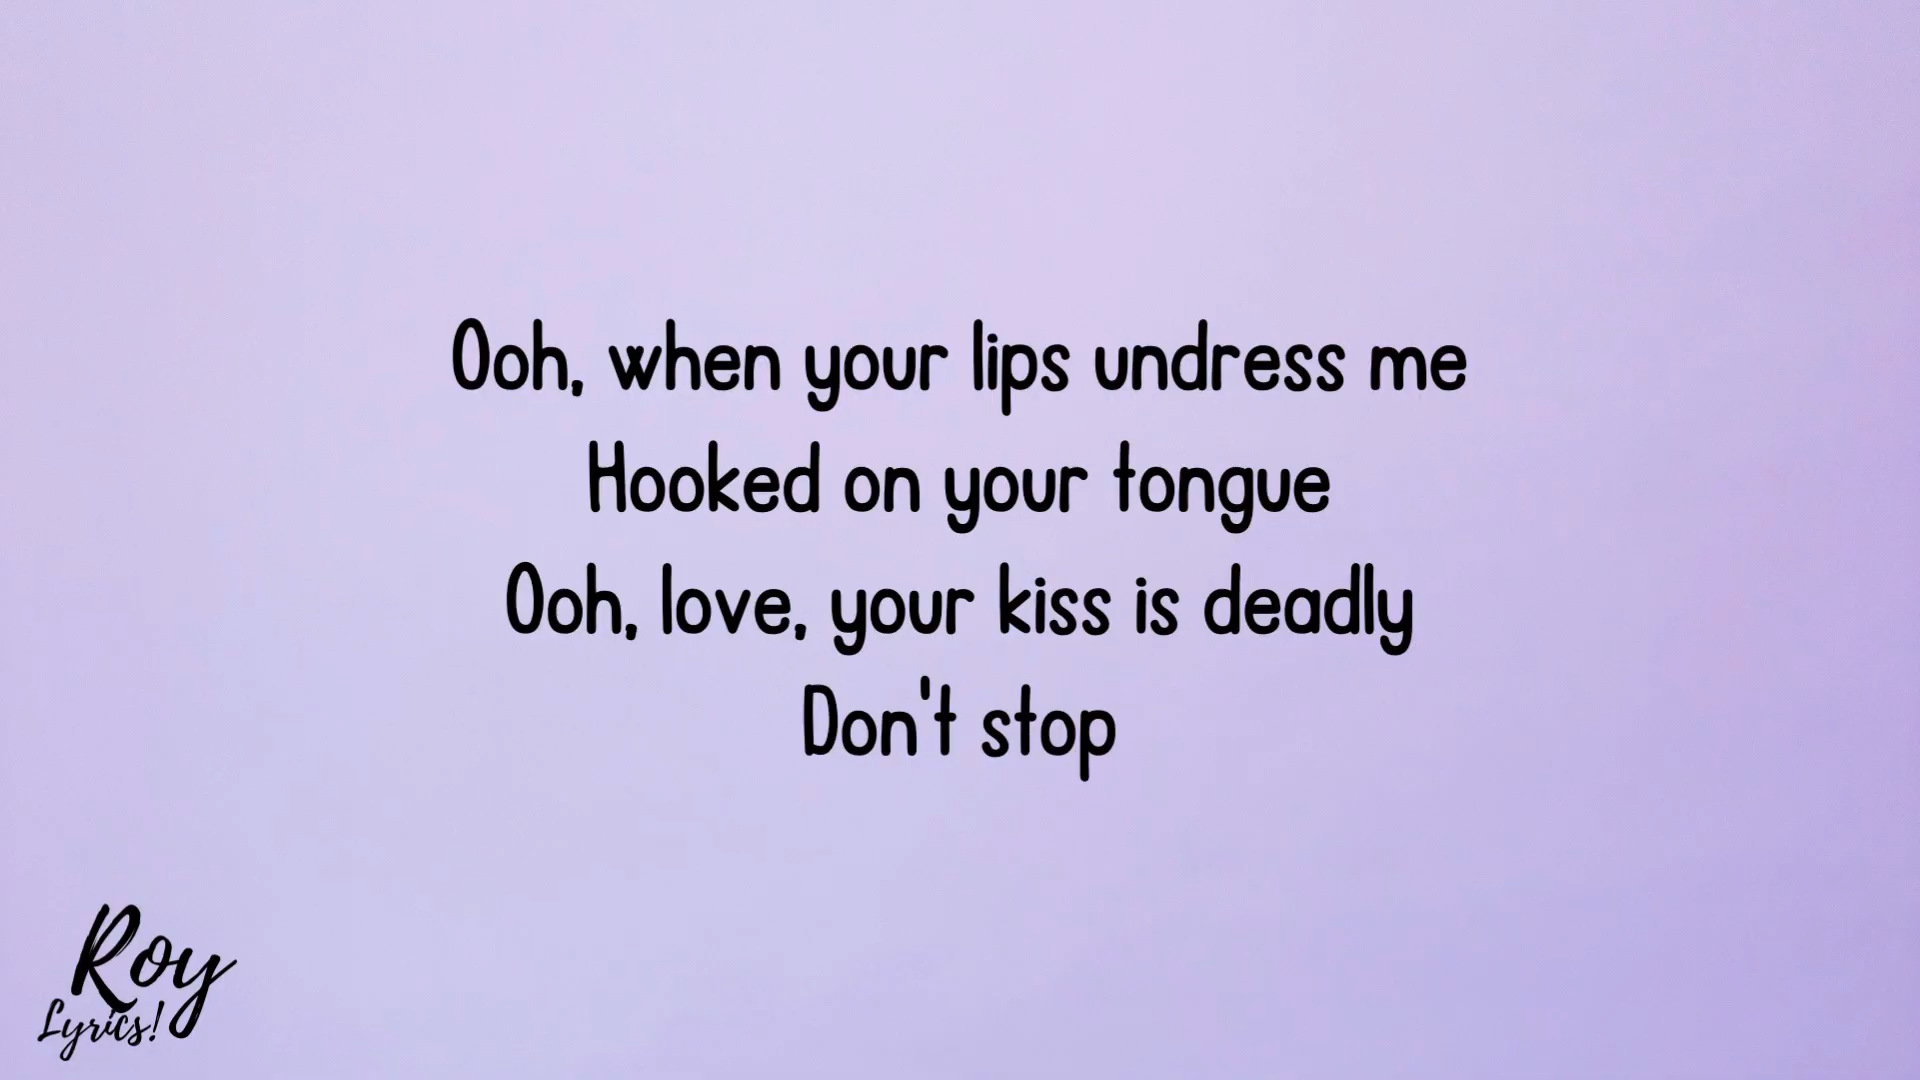 Ooh, when your lips undress me
Hooked on your tongue
Ooh, love, your kiss is deadly
Don't stop
Roy
Lyrics!